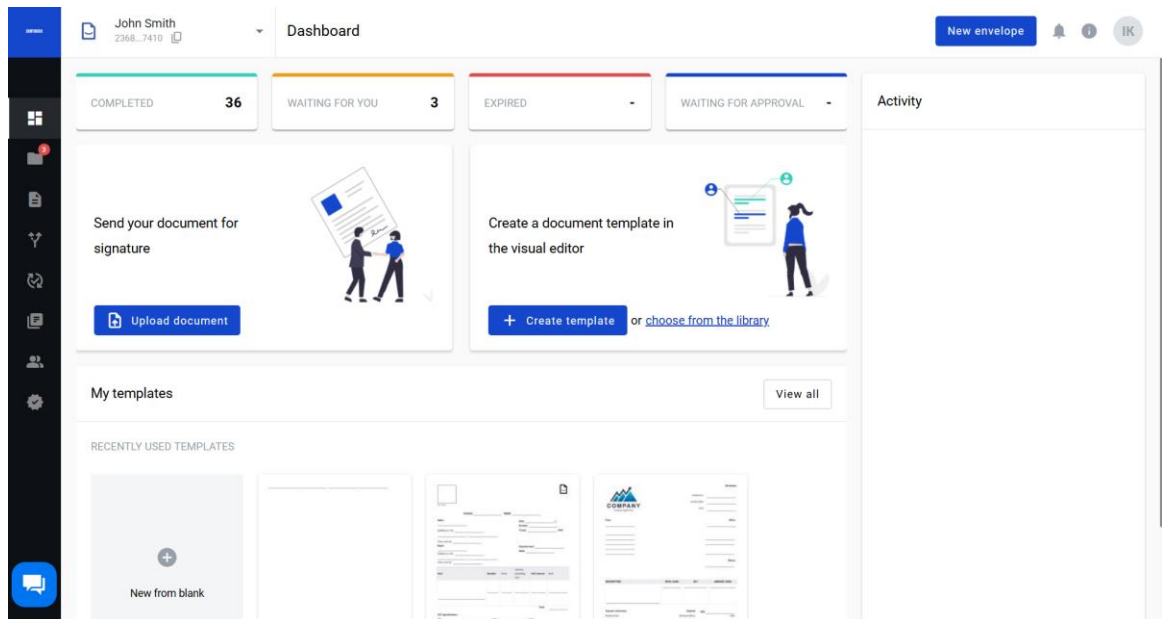 John Smith
2368...7410
Dashboard
New envelope
IK
COMPLETED 36
WAITING FOR YOU 3
EXPIRED -
WAITING FOR APPROVAL -
Activity
3
Send your document for
signature
Upload document
Create a document template in
the visual editor
+ Create template or choose from the library
My templates
View all
RECENTLY USED TEMPLATES
New from blank
COMPANY